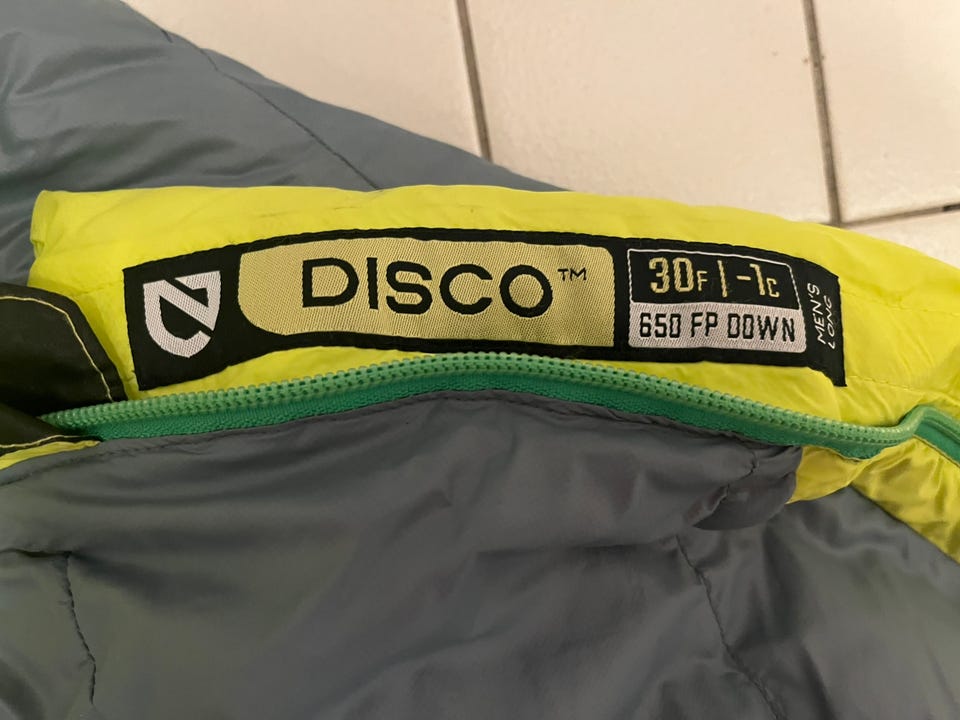 DISCO™
30F | -1C
650 FP DOWN
MEN'S
LONG